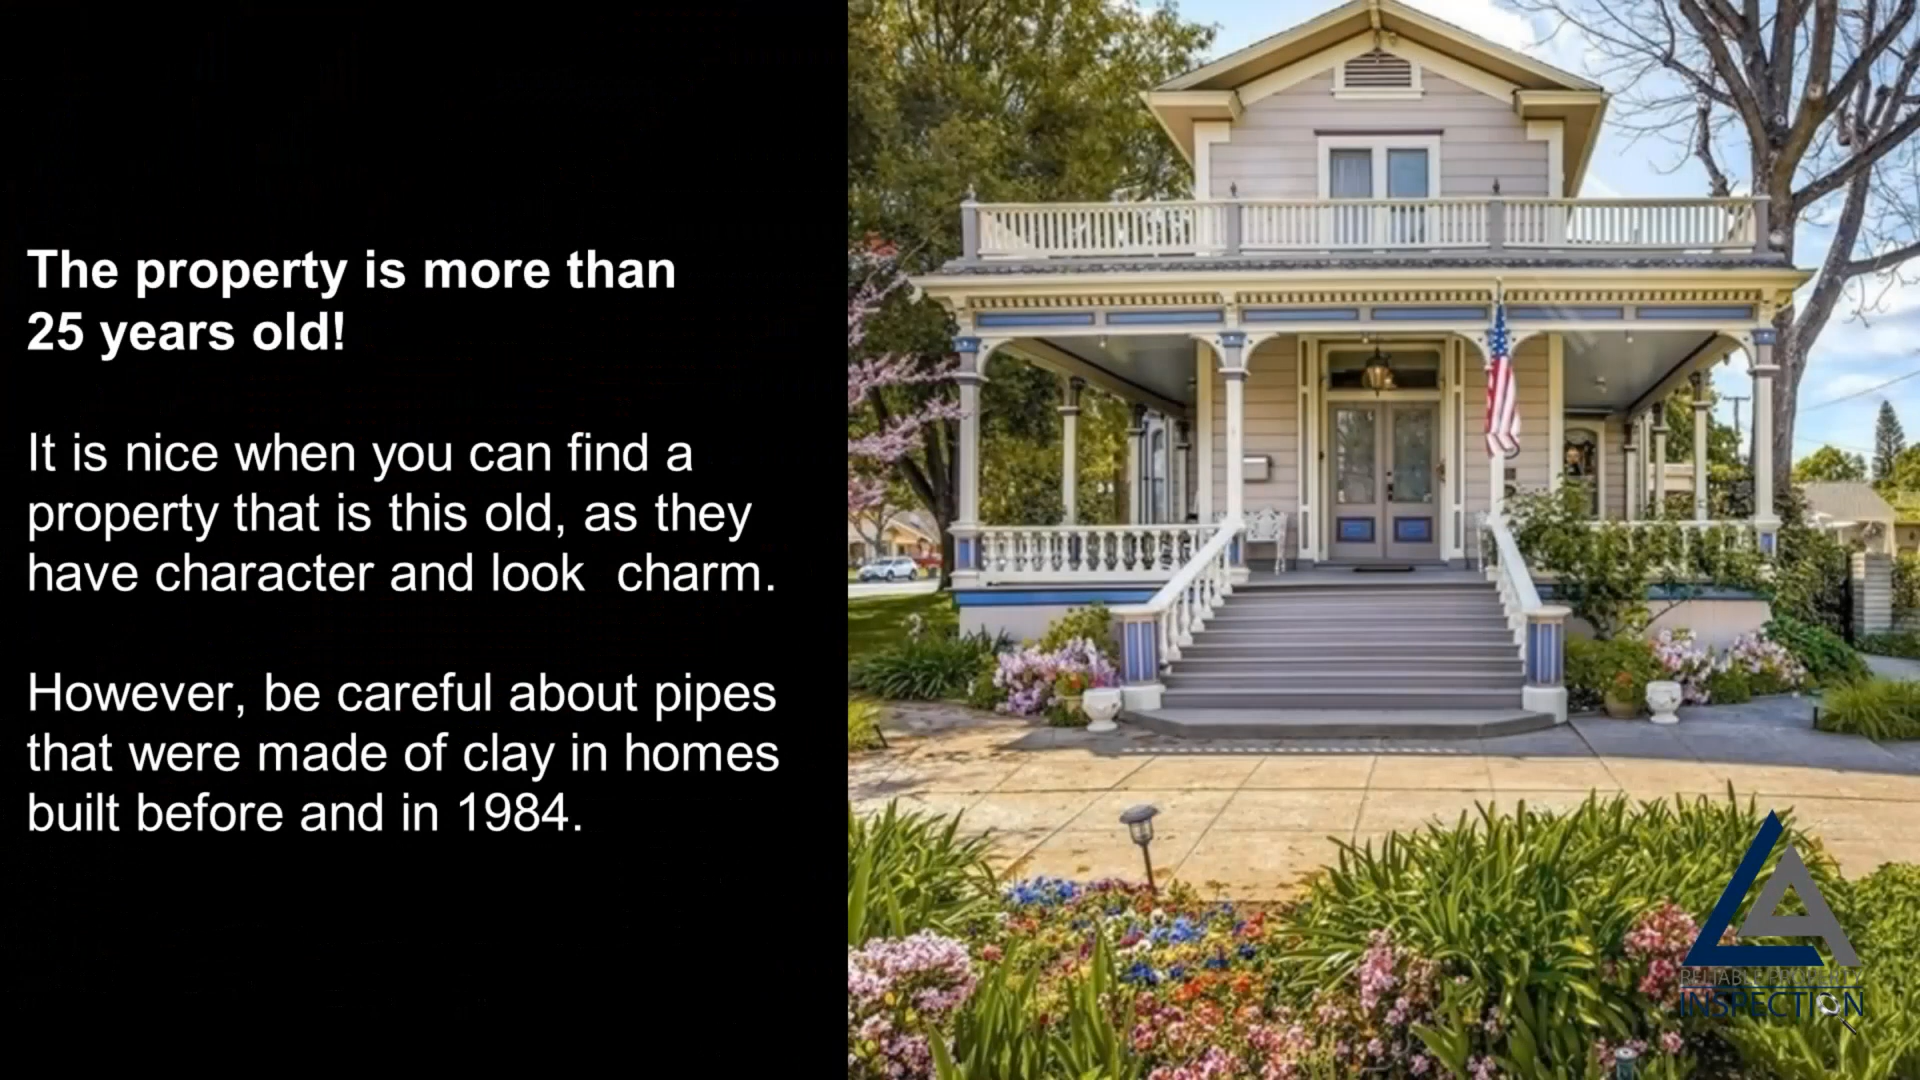 The property is more than
25 years old!
It is nice when you can find a
property that is this old, as they
have character and look  charm.
However, be careful about pipes
that were made of clay in homes
built before and in 1984.
RELIABLE PROPERTY
INSPECTION